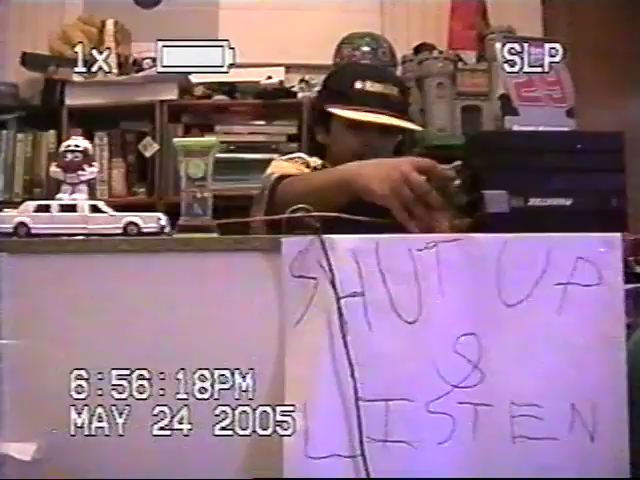 1x SLP
SHUT UP
&
LISTEN
6:56:18PM
MAY 24 2005